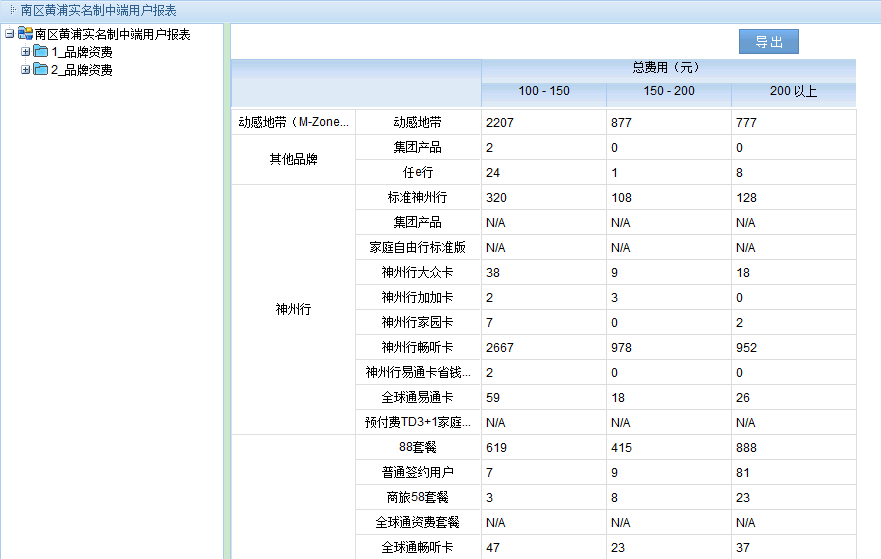 南区黄浦实名制中端用户报表
南区黄浦实名制中端用户报表
1_品牌资费
2_品牌资费
导出
总费用（元）
100 - 150 150 - 200 200 以上
动感地带（M-Zone... 动感地带 2207 877 777
其他品牌
集团产品 2 0 0
任e行 24 1 8
神州行
标准神州行 320 108 128
集团产品 N/A N/A N/A
家庭自由行标准版 N/A N/A N/A
神州行大众卡 38 9 18
神州行加加卡 2 3 0
神州行家园卡 7 0 2
神州行畅听卡 2667 978 952
神州行易通卡省钱... 2 0 0
全球通易通卡 59 18 26
预付费TD3+1家庭... N/A N/A N/A
88套餐 619 415 888
普通签约用户 7 9 81
商旅58套餐 3 8 23
全球通资费套餐 N/A N/A N/A
全球通畅听卡 47 23 37